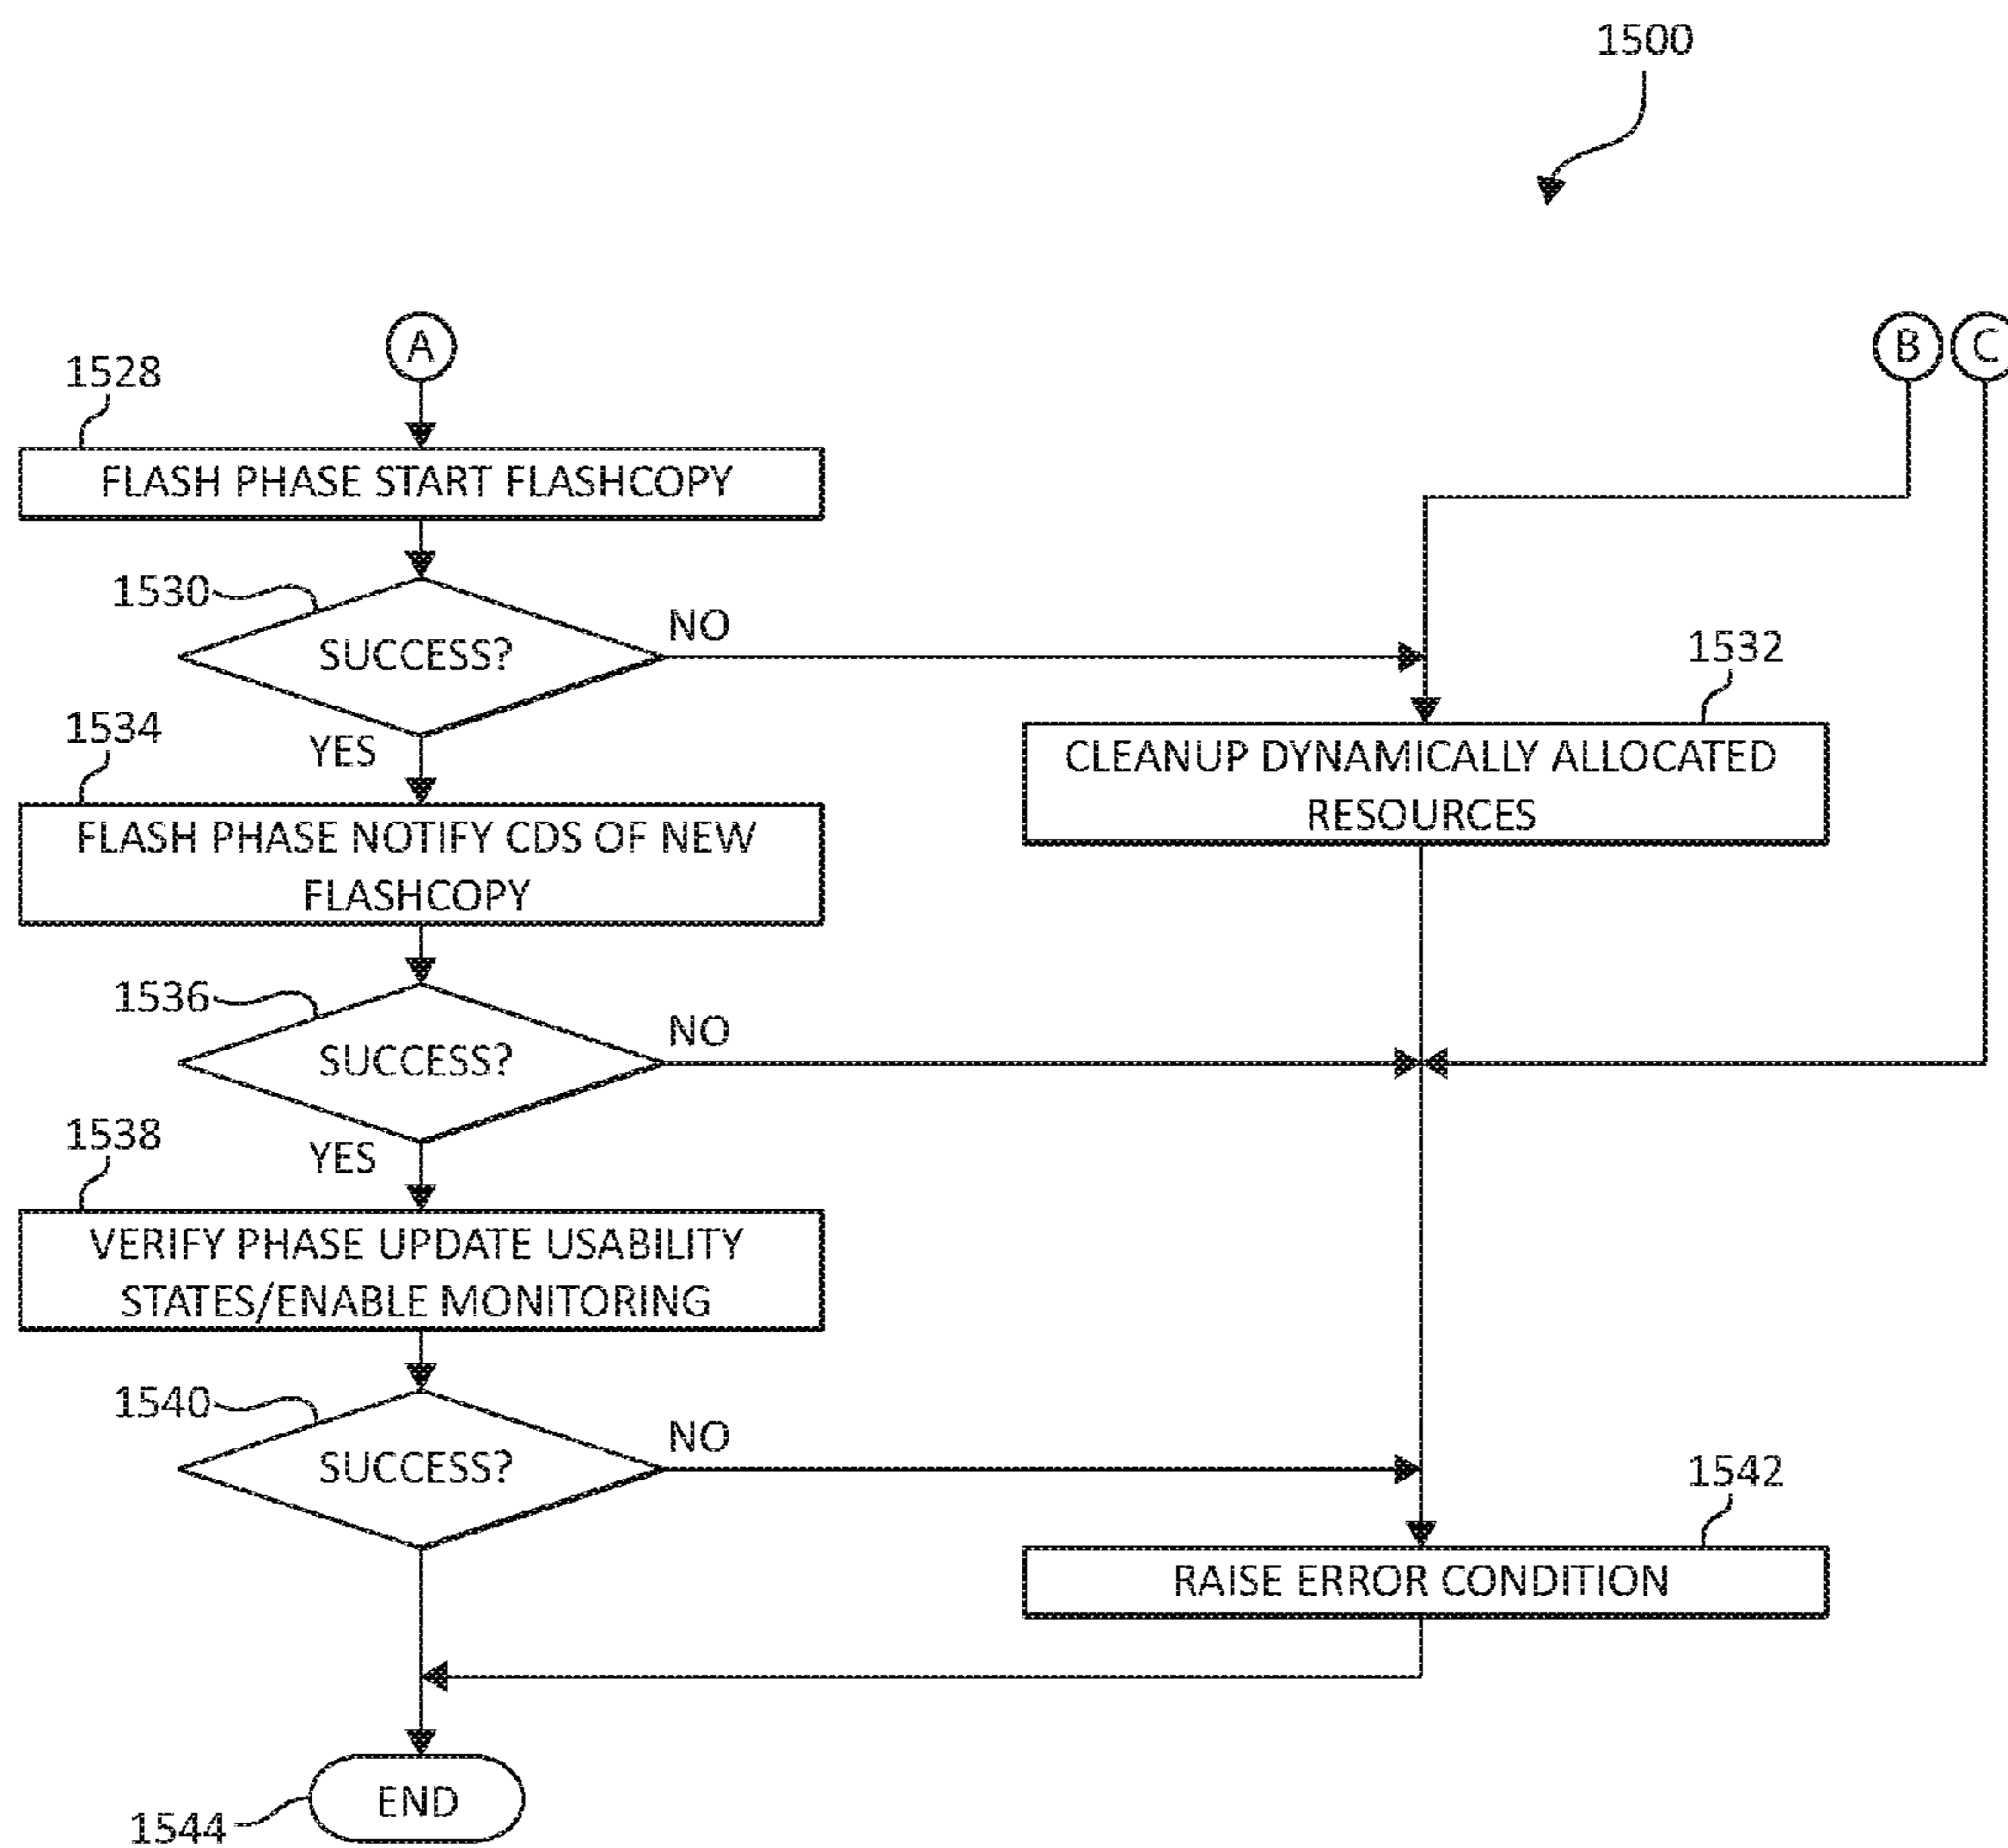 1500
A
B
C
1528
FLASH PHASE START FLASHCOPY
1530
SUCCESS?
NO
1532
YES
1534
CLEANUP DYNAMICALLY ALLOCATED
RESOURCES
FLASH PHASE NOTIFY CDS OF NEW
FLASHCOPY
1536
SUCCESS?
NO
YES
1538
VERIFY PHASE UPDATE USABILITY
STATES/ENABLE MONITORING
1540
SUCCESS?
NO
1542
RAISE ERROR CONDITION
END
1544